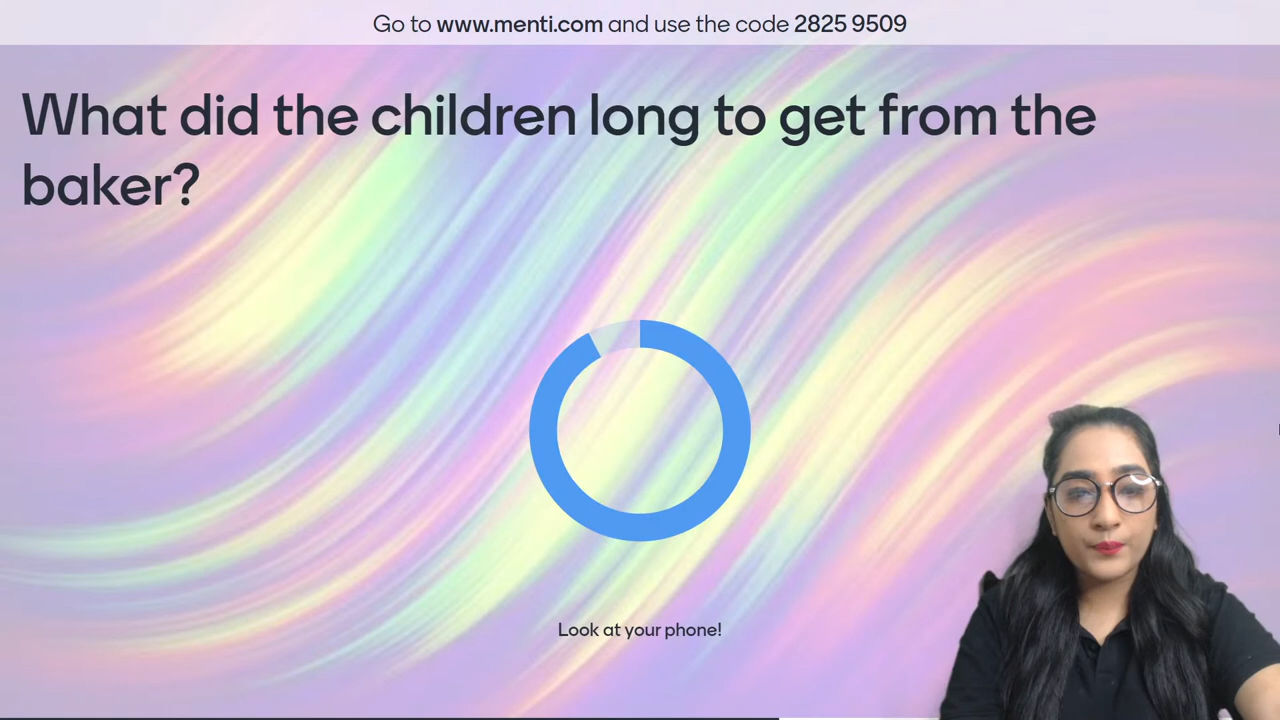 Go to www.menti.com and use the code 2825 9509
What did the children long to get from the
baker?
Look at your phone!